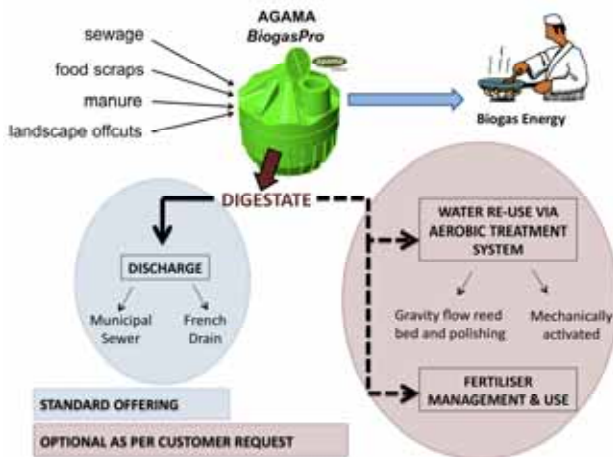 AGAMA
BiogasPro
sewage
food scraps
manure
landscape offcuts
AGAMA
Biogas Energy
DIGESTATE
DISCHARGE
Municipal
Sewer
French
Drain
WATER RE-USE VIA
AEROBIC TREATMENT
SYSTEM
Gravity flow reed
bed and polishing
Mechanically
activated
FERTILISER
MANAGEMENT & USE
STANDARD OFFERING
OPTIONAL AS PER CUSTOMER REQUEST